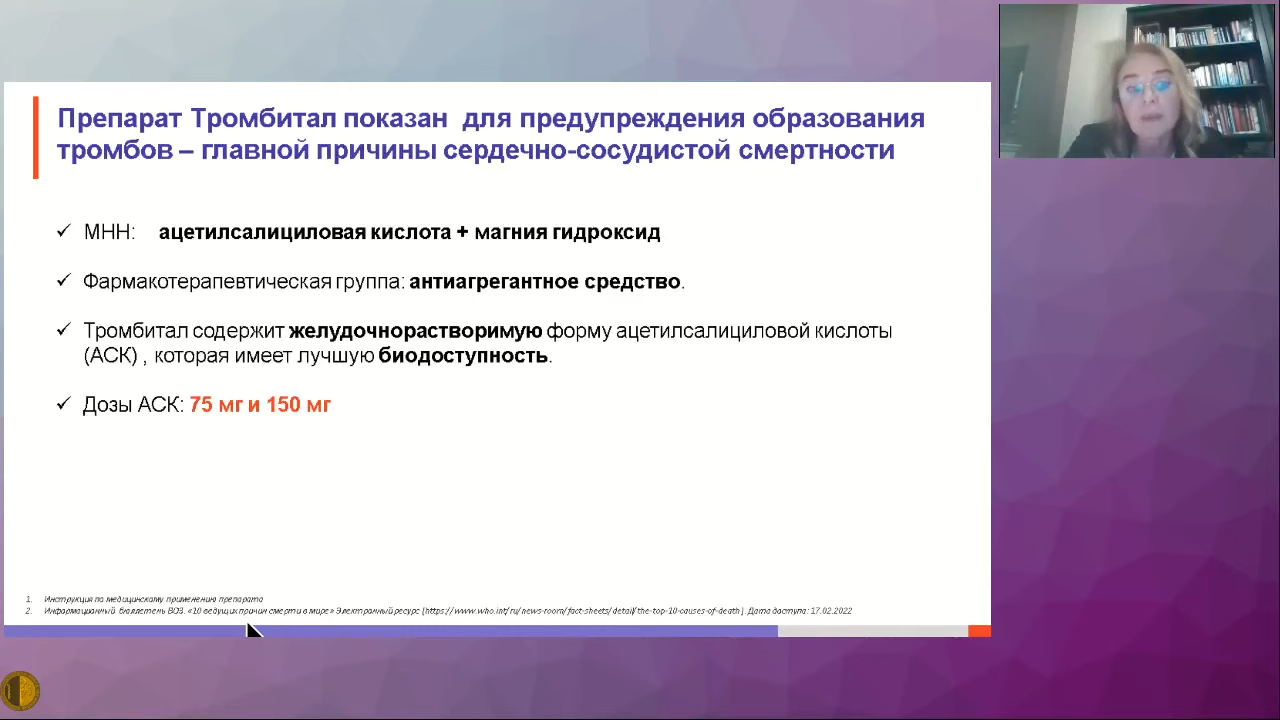 Препарат Тромбитал показан для предупреждения образования
тромбов – главной причины сердечно-сосудистой смертности
✓ МНН: ацетилсалициловая кислота + магния гидроксид
✓ Фармакотерапевтическая группа: антиагрегантное средство.
✓ Тромбитал содержит желудочнорастворимую форму ацетилсалициловой кислоты
(АСК) , которая имеет лучшую биодоступность.
✓ Дозы АСК: 75 мг и 150 мг
1. Инструкция по медицинскому применению препарата
2. Информационный бюллетень ВОЗ. «10 ведущих причин смерти в мире» Электронный ресурс [https://www.who.int/ru/news-room/fact-sheets/detail/the-top-10-causes-of-death]. Дата доступа: 17.02.2022